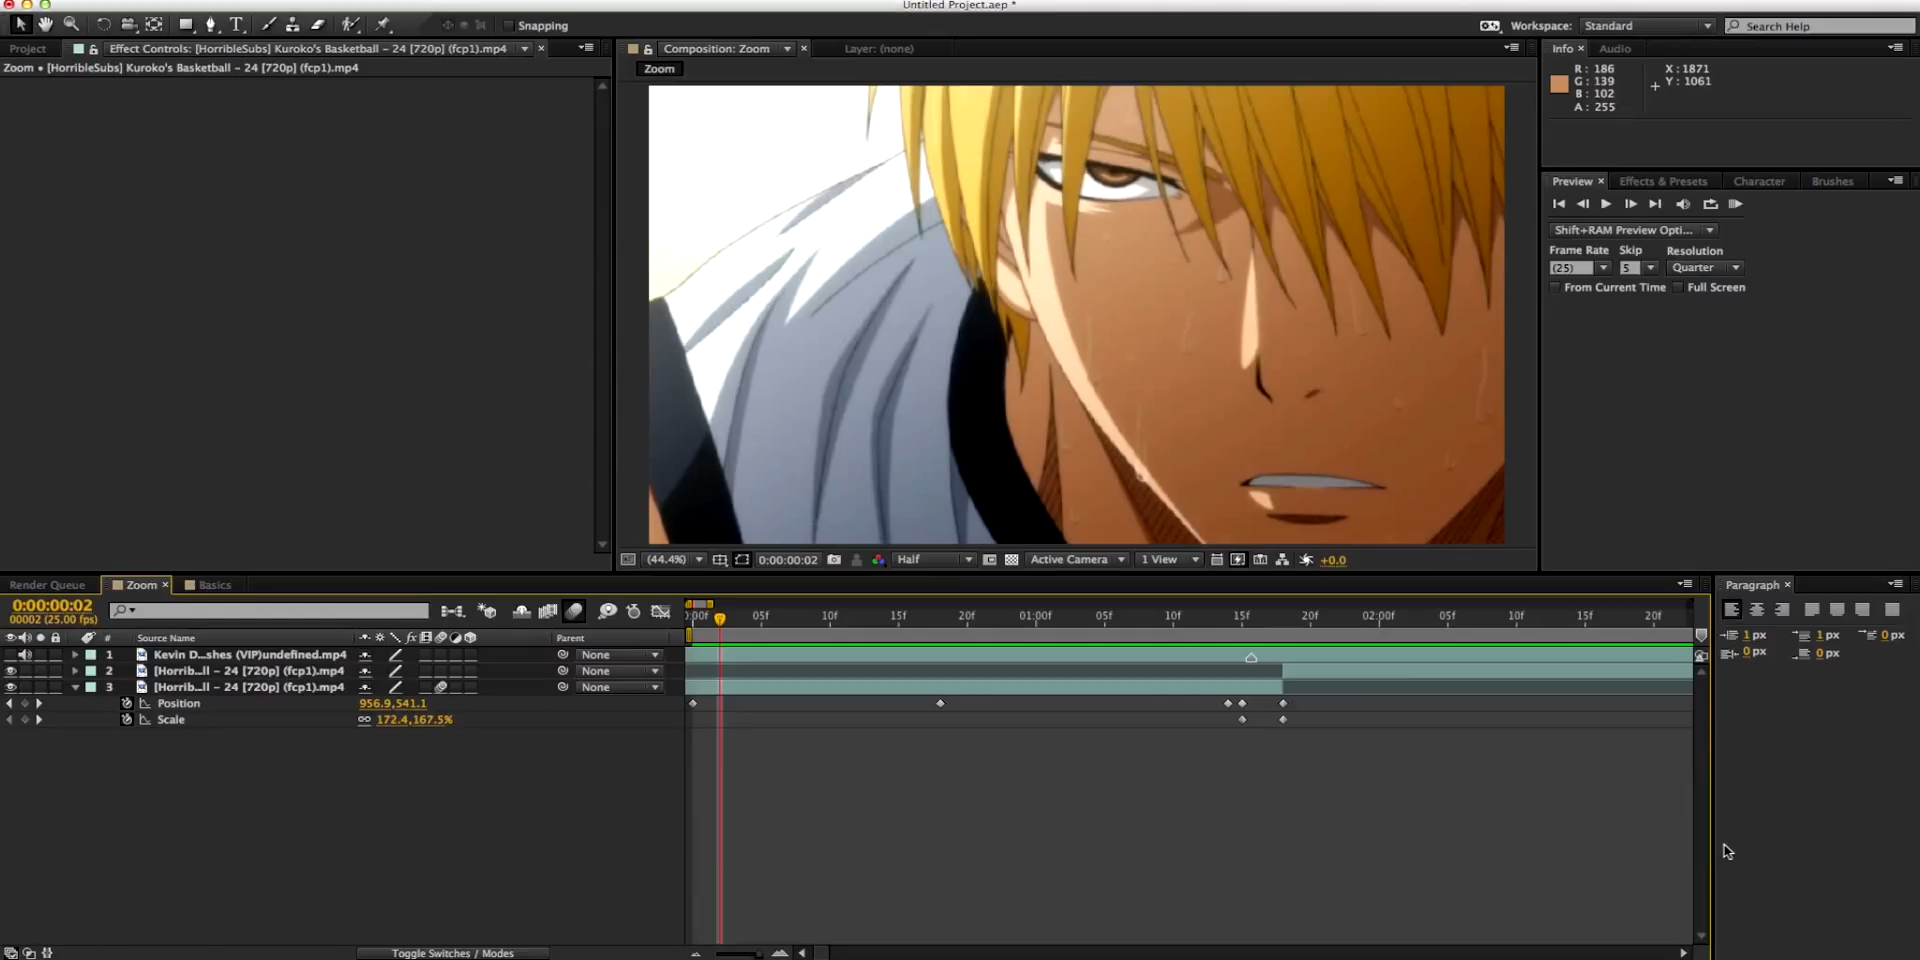 Untitled Project.aep *
Snapping
Workspace: Standard
Search Help
Project
Effect Controls: [HorribleSubs] Kuroko's Basketball – 24 [720p] (fcp1).mp4
Zoom • [HorribleSubs] Kuroko's Basketball – 24 [720p] (fcp1).mp4
Composition: Zoom
Layer: (none)
Zoom
Info
Audio
R : 186
G : 139
B : 102
A : 255
X : 1871
Y : 1061
Preview
Effects & Presets
Character
Brushes
Shift+RAM Preview Opti...
Frame Rate Skip Resolution
(25) 5 Quarter
From Current Time Full Screen
(44.4%) 0:00:00:02 Half Active Camera 1 View +0.0
Render Queue
Zoom
Basics
Paragraph
0:00:00:02
00002 (25.00 fps)
0:00f 05f 10f 15f 20f 01:00f 05f 10f 15f 20f 02:00f 05f 10f 15f 20f
# Source Name Parent
1 Kevin D...shes (VIP)undefined.mp4 None
2 [Horrib...ll – 24 [720p] (fcp1).mp4 None
3 [Horrib...ll – 24 [720p] (fcp1).mp4 None
Position 956.9,541.1
Scale 172.4,167.5%
1 px 1 px 0 px
0 px 0 px
Toggle Switches / Modes